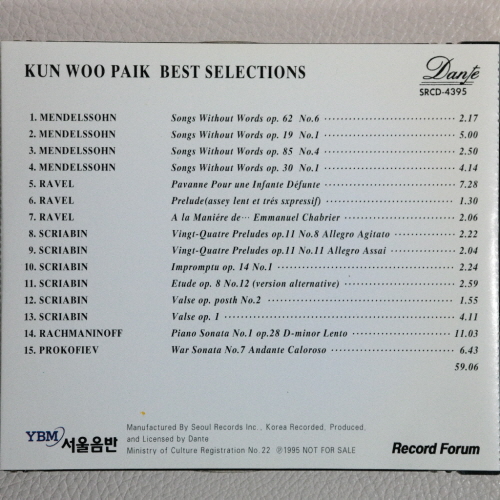 KUN WOO PAIK BEST SELECTIONS
Dante
SRCD-4395
1. MENDELSSOHN Songs Without Words op. 62 No.6 2.17
2. MENDELSSOHN Songs Without Words op. 19 No.1 5.00
3. MENDELSSOHN Songs Without Words op. 85 No.4 2.50
4. MENDELSSOHN Songs Without Words op. 30 No.1 4.14
5. RAVEL Pavanne Pour une Infante Défunte 7.28
6. RAVEL Prelude(assey lent et trés sxpressif) 1.30
7. RAVEL A la Maniére de··· Emmanuel Chabrier 2.06
8. SCRIABIN Vingt-Quatre Preludes op.11 No.8 Allegro Agitato 2.22
9. SCRIABIN Vingt-Quatre Preludes op.11 No.11 Allegro Assai 2.04
10. SCRIABIN Impromptu op. 14 No.1 2.24
11. SCRIABIN Etude op. 8 No.12 (version alternative) 2.59
12. SCRIABIN Valse op. posth No.2 1.55
13. SCRIABIN Valse op. 1 4.11
14. RACHMANINOFF Piano Sonata No.1 op.28 D-minor Lento 11.03
15. PROKOFIEV War Sonata No.7 Andante Caloroso 6.43
59.06
YBM 서울음반
Manufactured By Seoul Records Inc., Korea Recorded, Produced,
and Licensed by Dante
Ministry of Culture Registration No.22 ℗1995 NOT FOR SALE
Record Forum